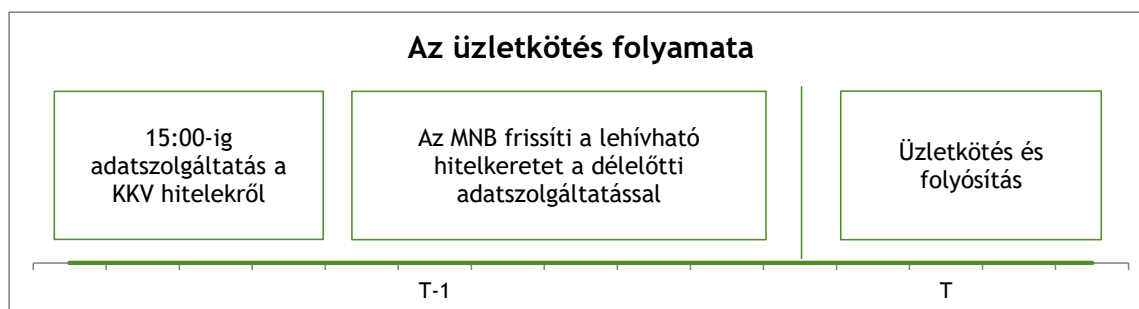 Az üzletkötés folyamata
15:00-ig
adatszolgáltatás a
KKV hitelekről
Az MNB frissíti a lehívható
hitelkeretet a délelőtti
adatszolgáltatással
Üzletkötés és
folyósítás
T-1
T